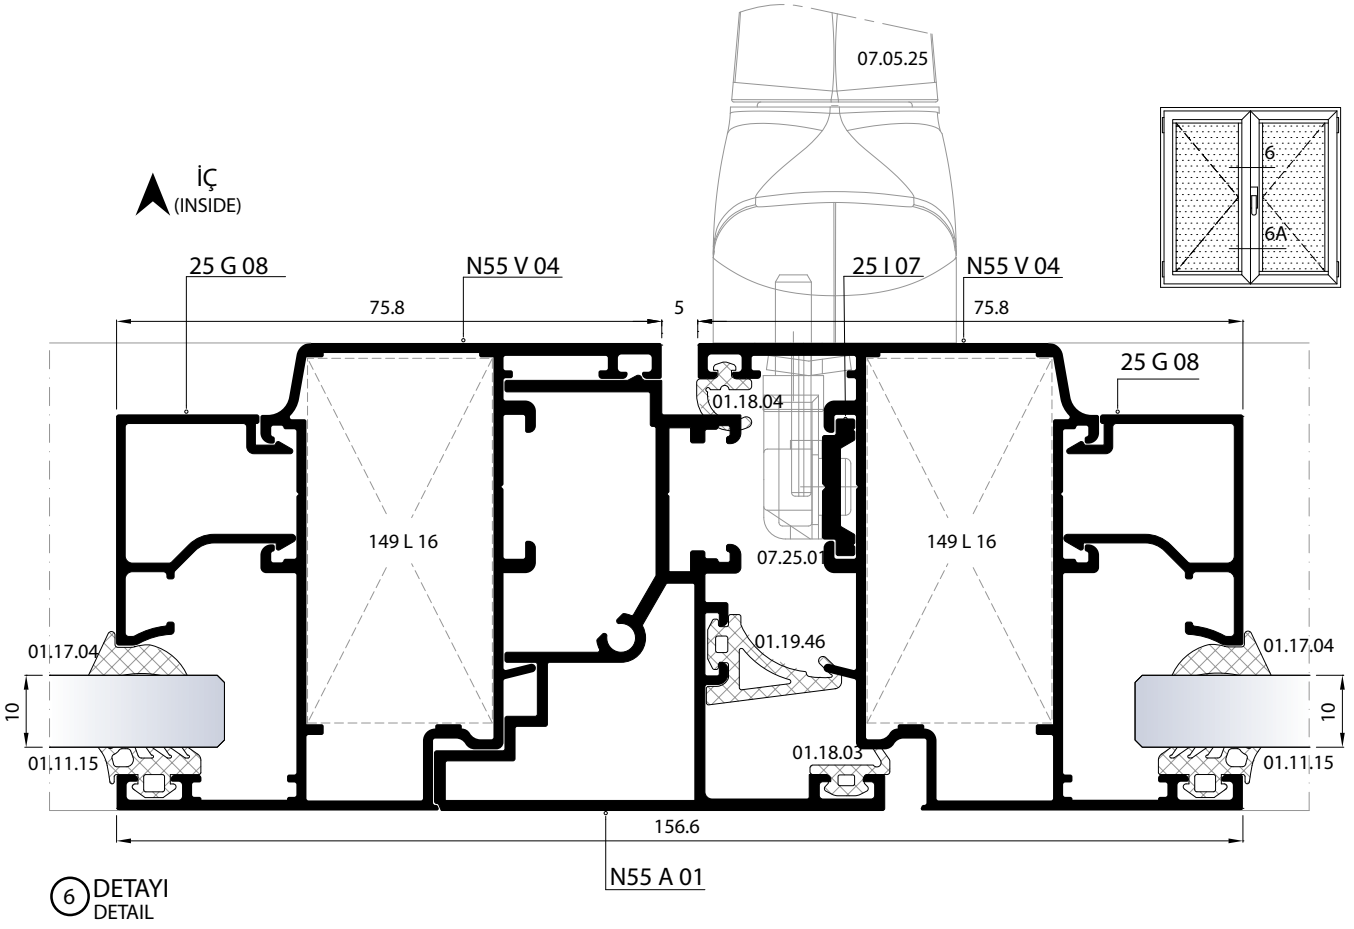 07.05.25
6
6A
İÇ
(INSIDE)
25 G 08
N55 V 04
25 I 07
N55 V 04
75.8
5
75.8
25 G 08
01.18.04
149 L 16
149 L 16
07.25.01
01.17.04
01.19.46
01.17.04
10
10
01.11.15
01.18.03
01.11.15
156.6
N55 A 01
6 DETAYI
DETAIL